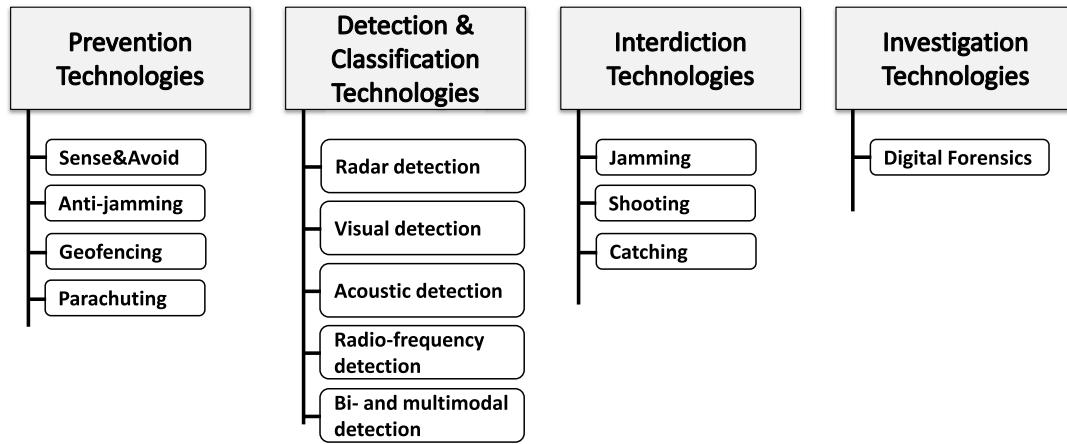 Prevention
Technologies
Sense&Avoid
Anti-jamming
Geofencing
Parachuting
Detection &
Classification
Technologies
Radar detection
Visual detection
Acoustic detection
Radio-frequency
detection
Bi- and multimodal
detection
Interdiction
Technologies
Jamming
Shooting
Catching
Investigation
Technologies
Digital Forensics